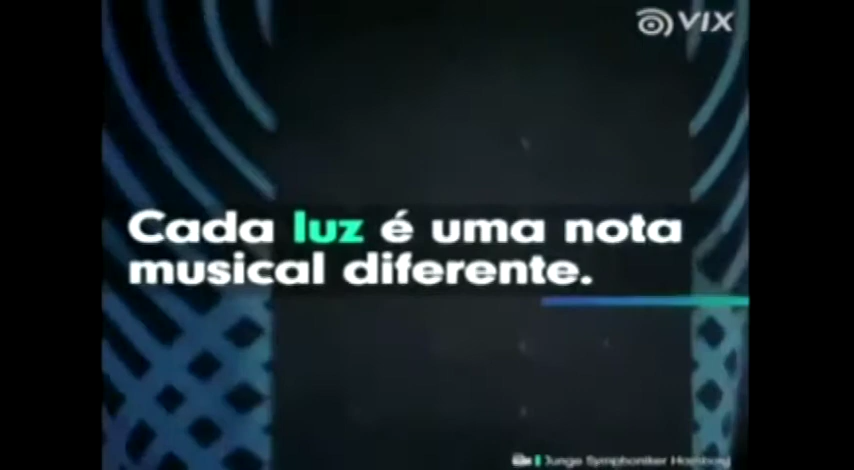 VIX
Cada luz é uma nota
musical diferente.
Junge Symphoniker Hamburg